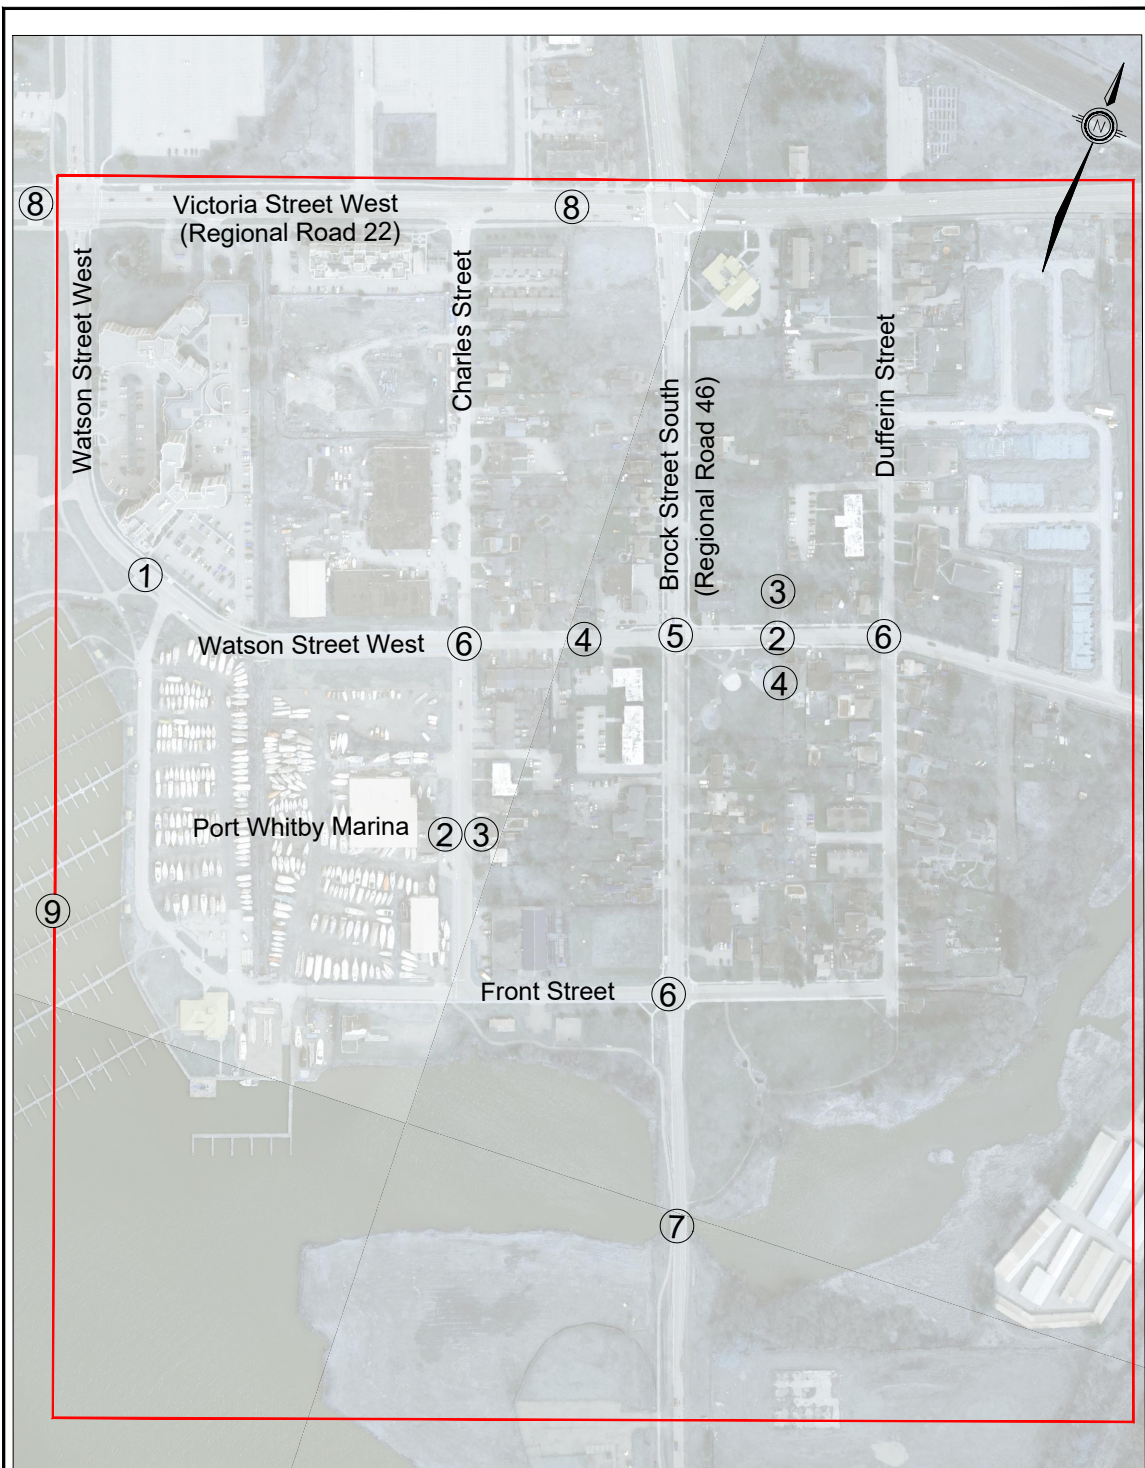 N
8
Victoria Street West
(Regional Road 22)
8
Watson Street West
Charles Street
Brock Street South
(Regional Road 46)
Dufferin Street
1
3
Watson Street West
6
4
5
2
6
4
Port Whitby Marina
2
3
9
Front Street
6
7